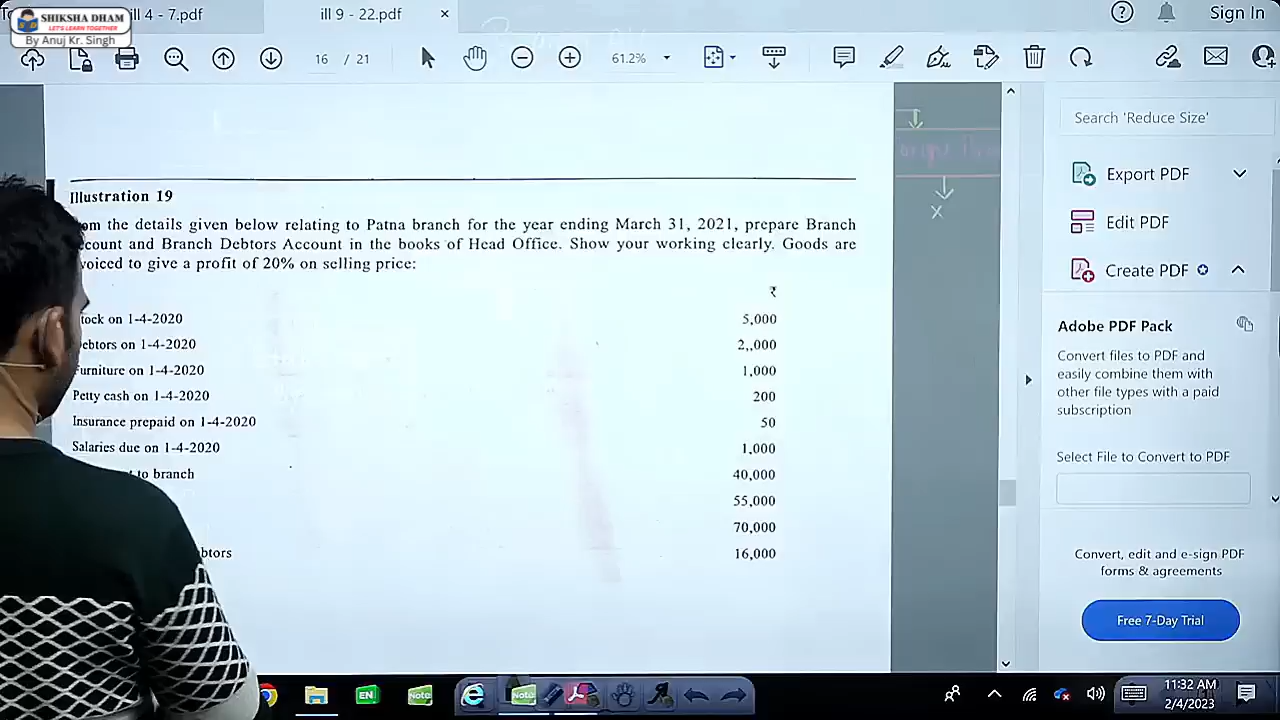 SHIKSHA DHAM
LET'S LEARN TOGETHER
By Anuj Kr. Singh
ill 4 - 7.pdf
ill 9 - 22.pdf
Sign In
16 / 21
61.2%
Illustration 19
om the details given below relating to Patna branch for the year ending March 31, 2021, prepare Branch
ccount and Branch Debtors Account in the books of Head Office. Show your working clearly. Goods are
voiced to give a profit of 20% on selling price:
₹
tock on 1-4-2020 5,000
ebtors on 1-4-2020 2,,000
urniture on 1-4-2020 1,000
Petty cash on 1-4-2020 200
Insurance prepaid on 1-4-2020 50
Salaries due on 1-4-2020 1,000
to branch 40,000
55,000
70,000
btors 16,000
x
Search 'Reduce Size'
Export PDF
Edit PDF
Create PDF
Adobe PDF Pack
Convert files to PDF and
easily combine them with
other file types with a paid
subscription
Select File to Convert to PDF
Convert, edit and e-sign PDF
forms & agreements
Free 7-Day Trial
EN
Note
Note
11:32 AM
2/4/2023